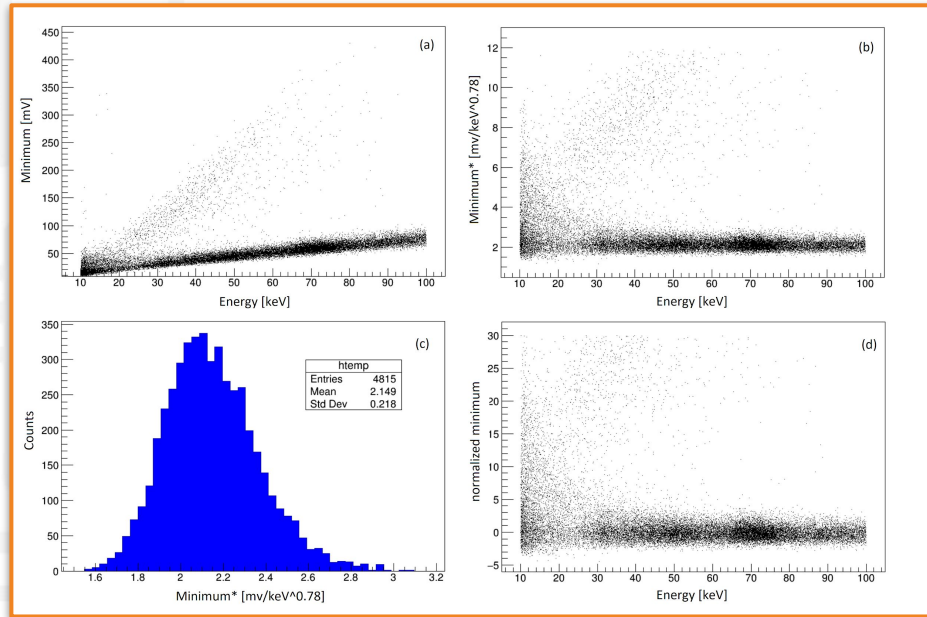 (a)
450
400
350
300
250
200
150
100
50
Minimum [mV]
10 20 30 40 50 60 70 80 90 100
Energy [keV]
(b)
12
10
8
6
4
2
Minimum* [mv/keV^0.78]
10 20 30 40 50 60 70 80 90 100
Energy [keV]
(c)
350
300
250
200
150
100
50
0
Counts
htemp
Entries 4815
Mean 2.149
Std Dev 0.218
1.6 1.8 2 2.2 2.4 2.6 2.8 3 3.2
Minimum* [mv/keV^0.78]
(d)
30
25
20
15
10
5
0
−5
normalized minimum
10 20 30 40 50 60 70 80 90 100
Energy [keV]